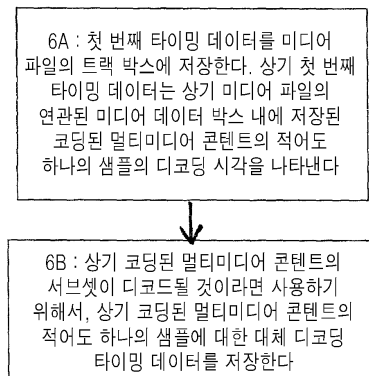 6A : 첫 번째 타이밍 데이터를 미디어
파일의 트랙 박스에 저장한다. 상기 첫 번째
타이밍 데이터는 상기 미디어 파일의
연관된 미디어 데이터 박스 내에 저장된
코딩된 멀티미디어 콘텐트의 적어도
하나의 샘플의 디코딩 시각을 나타낸다
6B : 상기 코딩된 멀티미디어 콘텐트의
서브셋이 디코드될 것이라면 사용하기
위해서, 상기 코딩된 멀티미디어 콘텐트의
적어도 하나의 샘플에 대한 대체 디코딩
타이밍 데이터를 저장한다